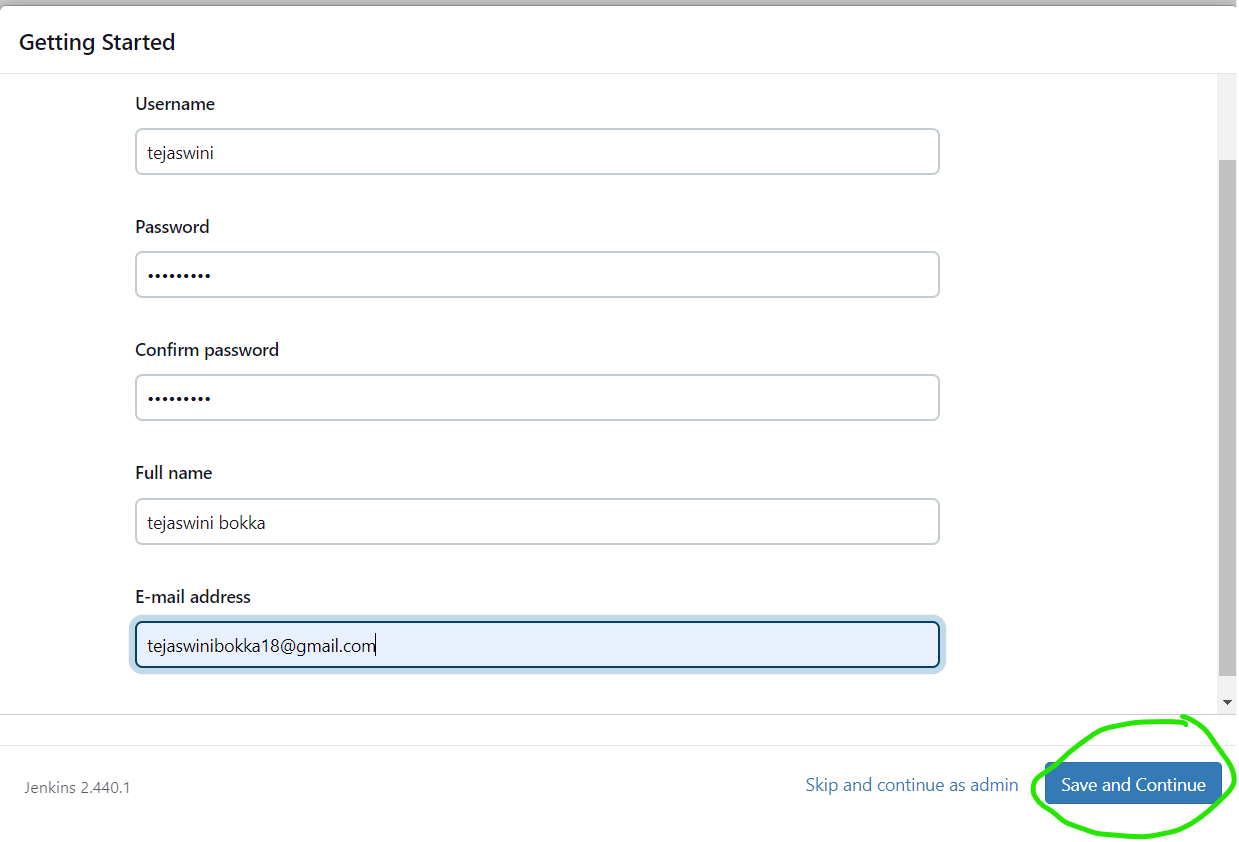 Getting Started
Username
tejaswini
Password
•••••••••
Confirm password
•••••••••
Full name
tejaswini bokka
E-mail address
tejaswinibokka18@gmail.com
Jenkins 2.440.1
Skip and continue as admin
Save and Continue